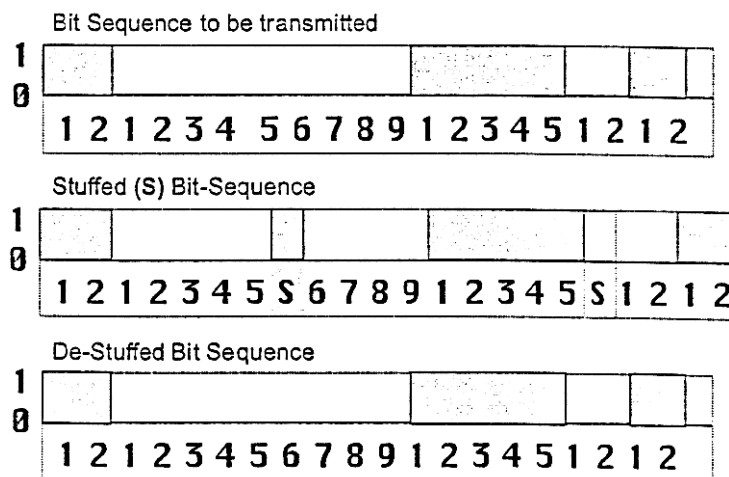 Bit Sequence to be transmitted
1
0
1 2 1 2 3 4 5 6 7 8 9 1 2 3 4 5 1 2 1 2
Stuffed (S) Bit-Sequence
1
0
1 2 1 2 3 4 5 S 6 7 8 9 1 2 3 4 5 S 1 2 1 2
De-Stuffed Bit Sequence
1
0
1 2 1 2 3 4 5 6 7 8 9 1 2 3 4 5 1 2 1 2